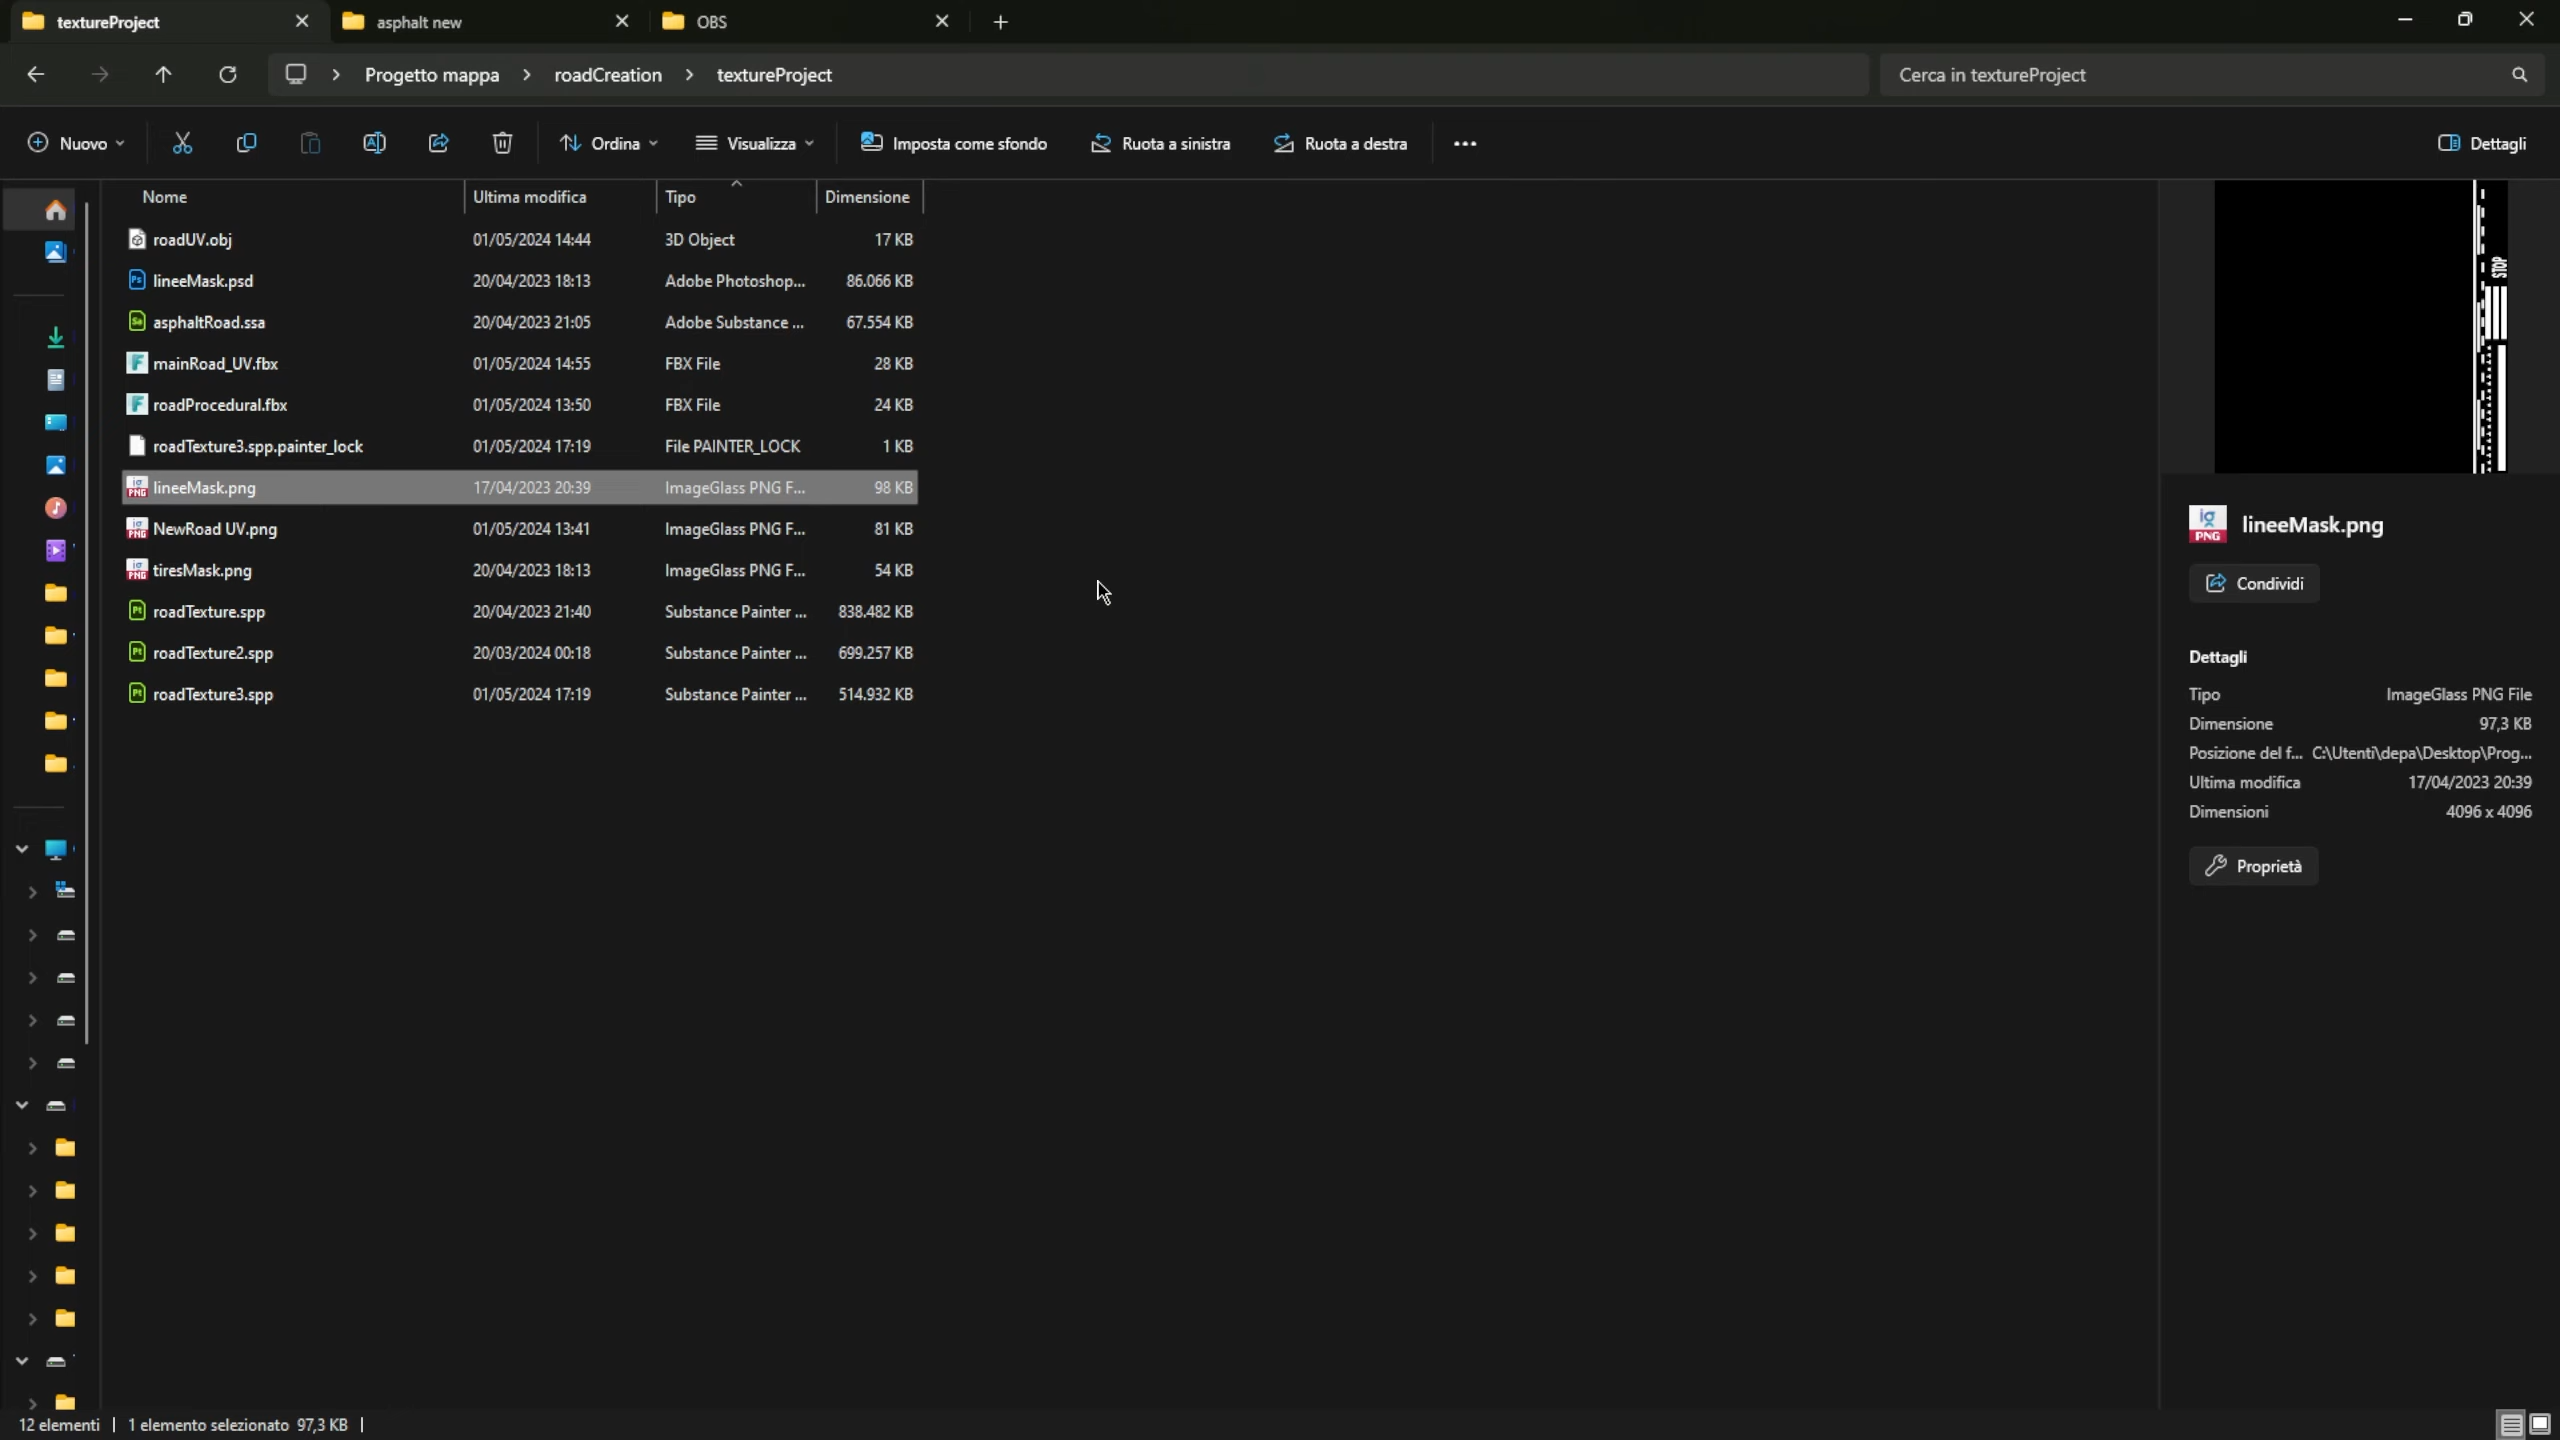 textureProject
asphalt new
OBS
Progetto mappa
roadCreation
textureProject
Cerca in textureProject
Nuovo
Ordina
Visualizza
Imposta come sfondo
Ruota a sinistra
Ruota a destra
Dettagli
Nome Ultima modifica Tipo Dimensione
roadUV.obj 01/05/2024 14:44 3D Object 17 KB
lineeMask.psd 20/04/2023 18:13 Adobe Photoshop... 86.066 KB
asphaltRoad.ssa 20/04/2023 21:05 Adobe Substance ... 67.554 KB
mainRoad_UV.fbx 01/05/2024 14:55 FBX File 28 KB
roadProcedural.fbx 01/05/2024 13:50 FBX File 24 KB
roadTexture3.spp.painter_lock 01/05/2024 17:19 File PAINTER_LOCK 1 KB
lineeMask.png 17/04/2023 20:39 ImageGlass PNG F... 98 KB
NewRoad UV.png 01/05/2024 13:41 ImageGlass PNG F... 81 KB
tiresMask.png 20/04/2023 18:13 ImageGlass PNG F... 54 KB
roadTexture.spp 20/04/2023 21:40 Substance Painter ... 838.482 KB
roadTexture2.spp 20/03/2024 00:18 Substance Painter ... 699.257 KB
roadTexture3.spp 01/05/2024 17:19 Substance Painter ... 514.932 KB
STOP
lineeMask.png
Condividi
Dettagli
Tipo ImageGlass PNG File
Dimensione 97,3 KB
Posizione del f... C:\Utenti\depa\Desktop\Prog...
Ultima modifica 17/04/2023 20:39
Dimensioni 4096 x 4096
Proprietà
12 elementi
1 elemento selezionato 97,3 KB